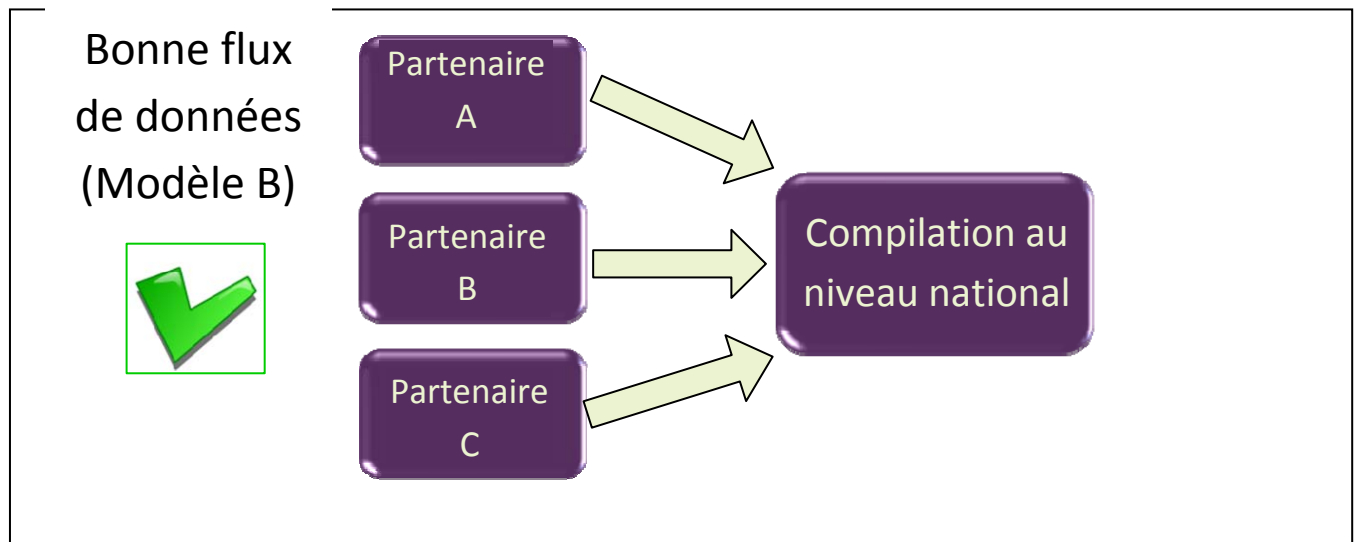 Bonne flux
de données
(Modèle B)
Partenaire
A
Partenaire
B
Partenaire
C
Compilation au
niveau national